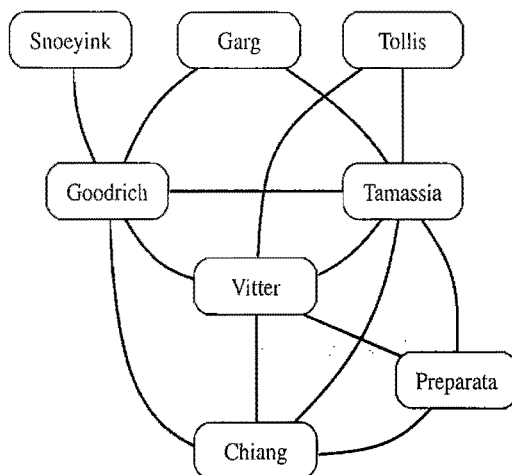 Snoeyink
Garg
Tollis
Goodrich
Tamassia
Vitter
Preparata
Chiang